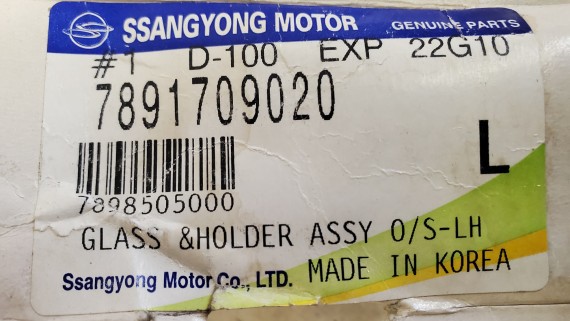 SSANGYONG MOTOR GENUINE PARTS
#1 D-100 EXP 22G10
7891709020
L
7898505000
GLASS &HOLDER ASSY O/S-LH
Ssangyong Motor Co., LTD. MADE IN KOREA